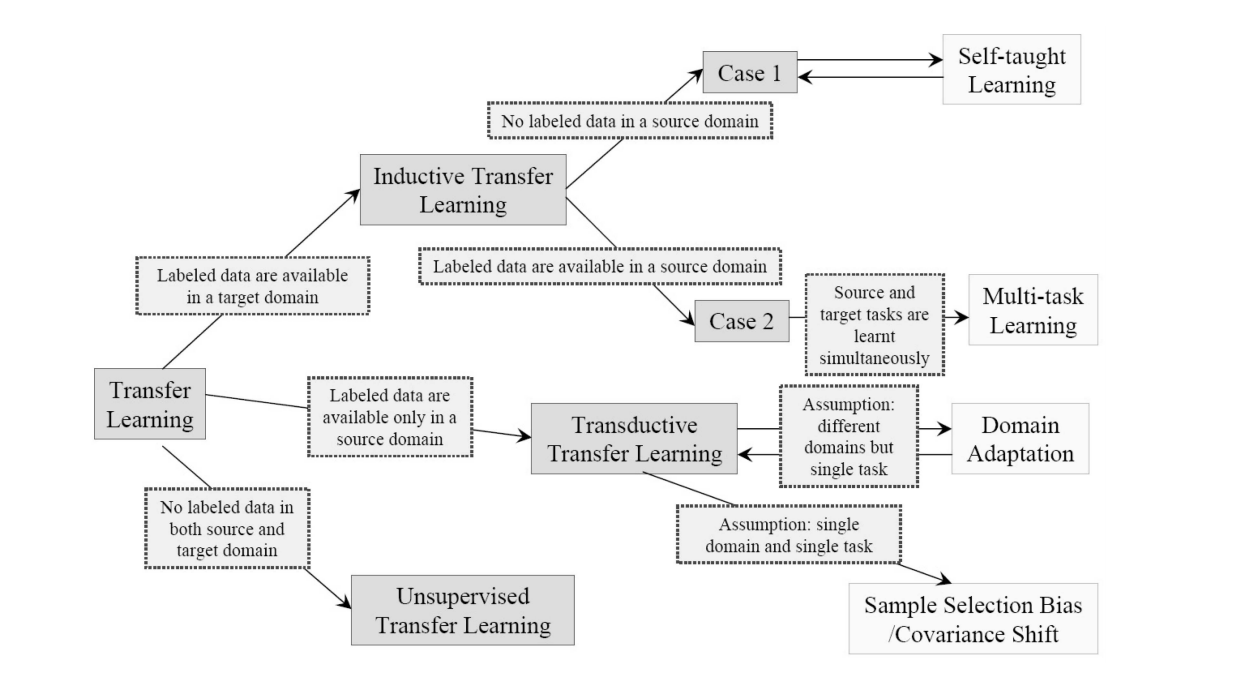 Self-taught
Learning
Case 1
No labeled data in a source domain
Inductive Transfer
Learning
Labeled data are available
in a target domain
Labeled data are available in a source domain
Case 2
Source and
target tasks are
learnt
simultaneously
Multi-task
Learning
Transfer
Learning
Labeled data are
available only in a
source domain
Transductive
Transfer Learning
Assumption:
different
domains but
single task
Domain
Adaptation
No labeled data in
both source and
target domain
Assumption: single
domain and single task
Unsupervised
Transfer Learning
Sample Selection Bias
/Covariance Shift